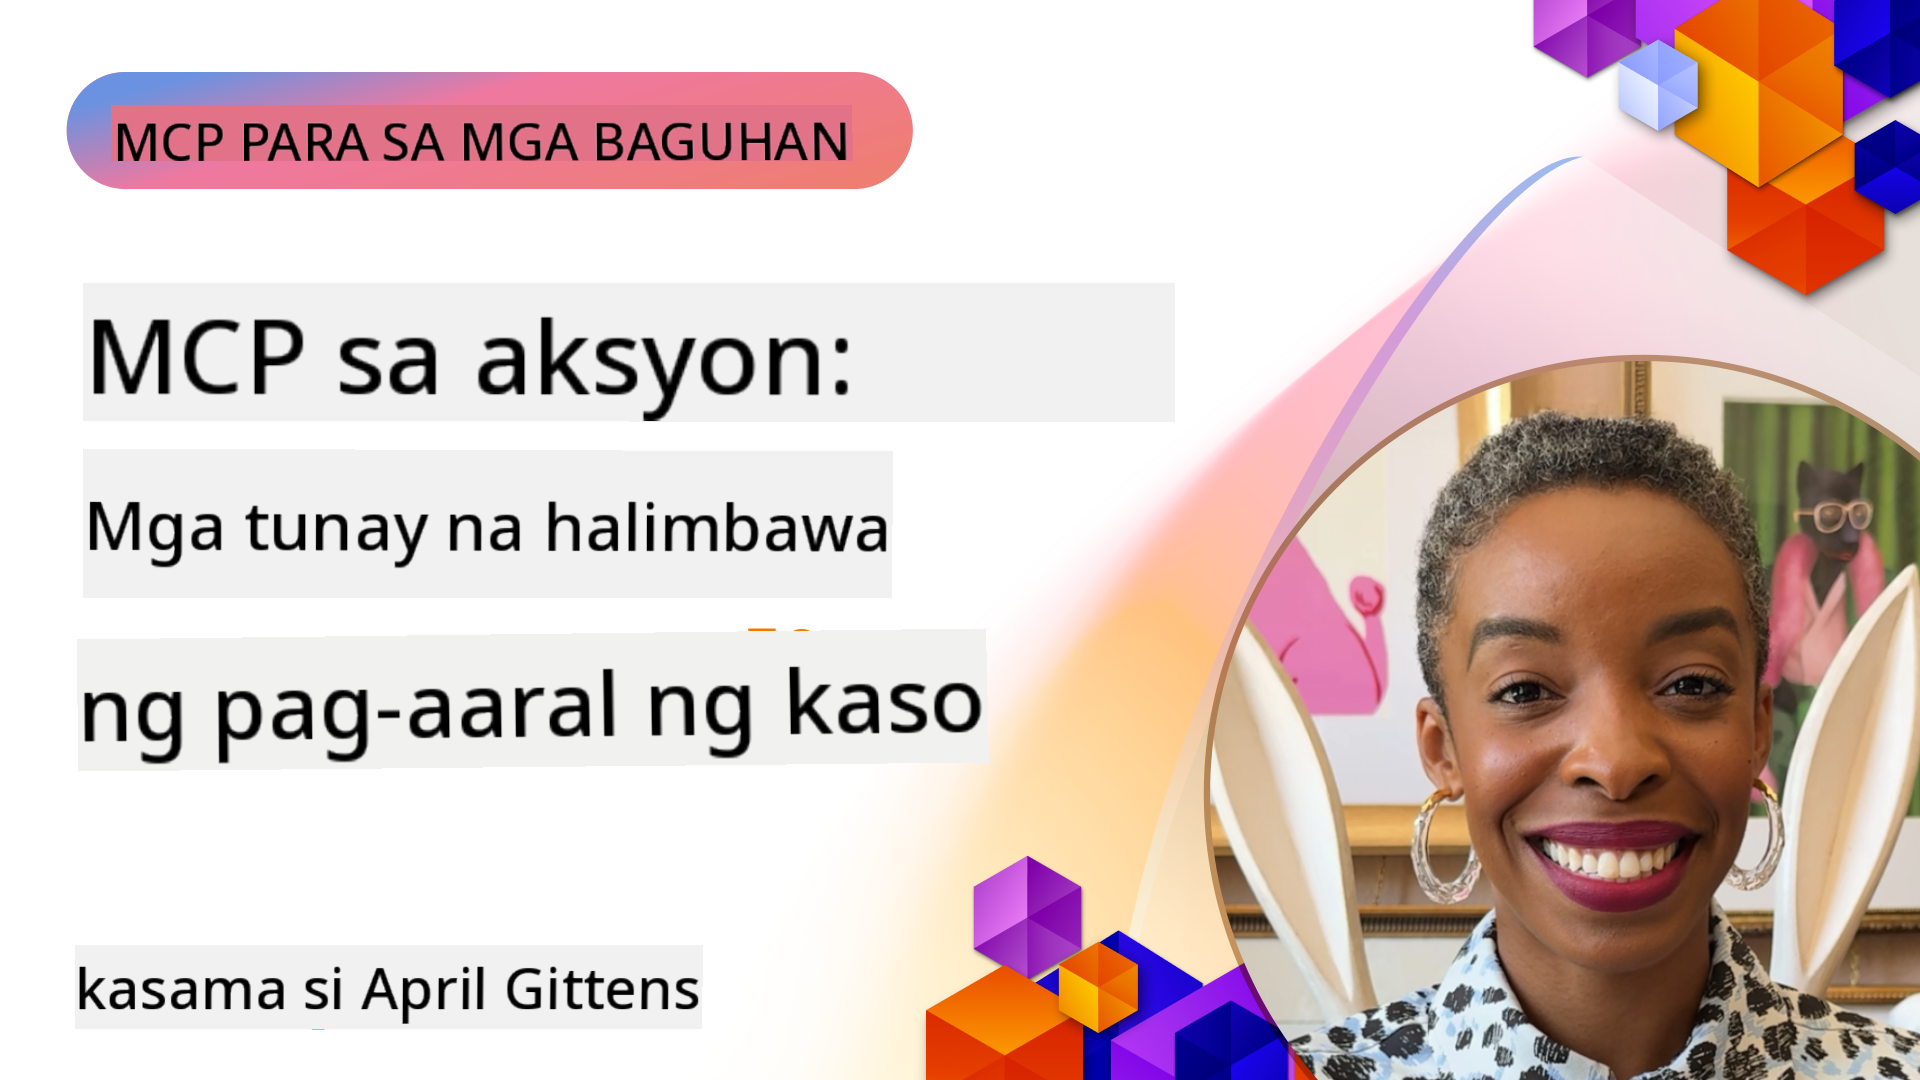 MCP PARA SA MGA BAGUHAN
MCP sa aksyon:
Mga tunay na halimbawa
ng pag-aaral ng kaso
kasama si April Gittens